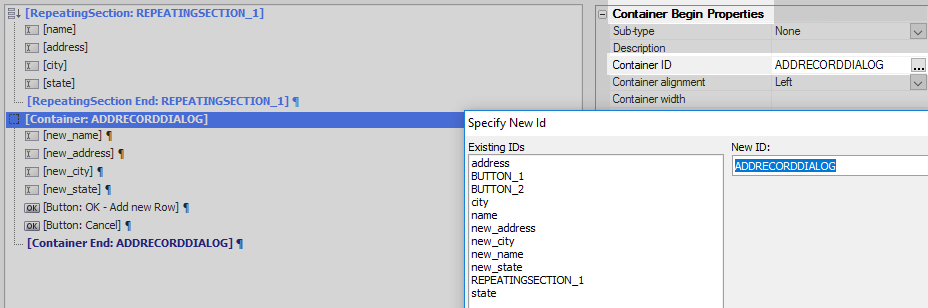 [RepeatingSection: REPEATINGSECTION_1]
[name]
[address]
[city]
[state]
[RepeatingSection End: REPEATINGSECTION_1] ¶
[Container: ADDRECORDDIALOG]
[new_name] ¶
[new_address] ¶
[new_city] ¶
[new_state] ¶
OK [Button: OK - Add new Row] ¶
OK [Button: Cancel] ¶
[Container End: ADDRECORDDIALOG] ¶
Container Begin Properties
Sub-type None
Description
Container ID ADDRECORDDIALOG ...
Container alignment Left
Container width
Specify New Id
Existing IDs
address
BUTTON_1
BUTTON_2
city
name
new_address
new_city
new_name
new_state
REPEATINGSECTION_1
state
New ID:
ADDRECORDDIALOG